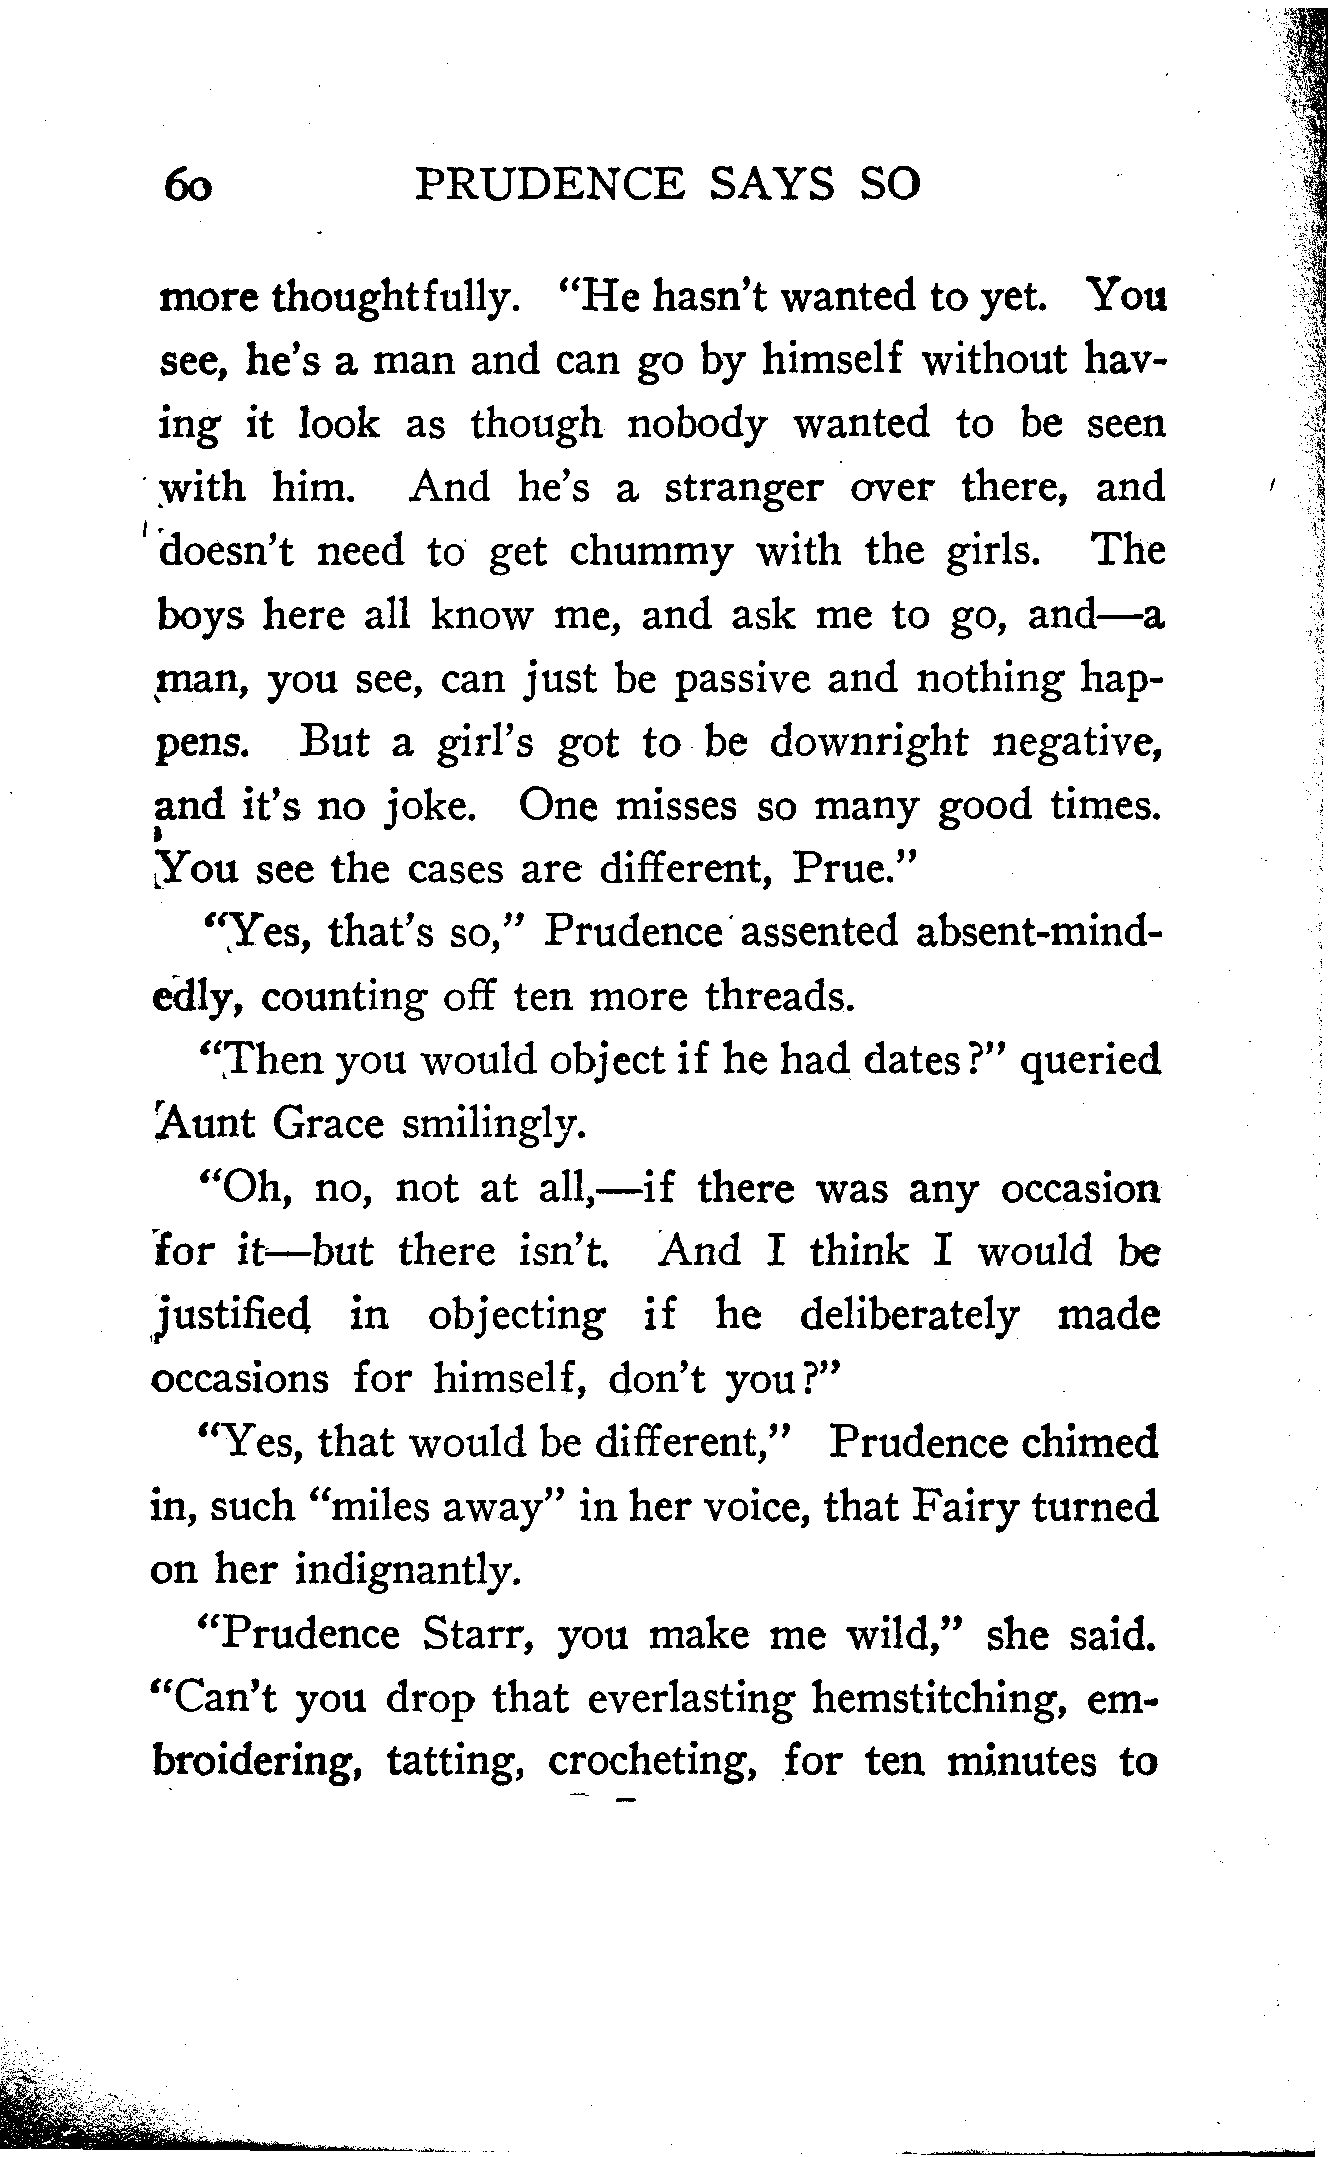 60 PRUDENCE SAYS SO
more thoughtfully. "He hasn't wanted to yet. You
see, he's a man and can go by himself without hav-
ing it look as though nobody wanted to be seen
with him. And he's a stranger over there, and
doesn't need to get chummy with the girls. The
boys here all know me, and ask me to go, and—a
man, you see, can just be passive and nothing hap-
pens. But a girl's got to be downright negative,
and it's no joke. One misses so many good times.
You see the cases are different, Prue."
"Yes, that's so," Prudence assented absent-mind-
edly, counting off ten more threads.
"Then you would object if he had dates?" queried
Aunt Grace smilingly.
"Oh, no, not at all,—if there was any occasion
for it—but there isn't. And I think I would be
justified in objecting if he deliberately made
occasions for himself, don't you?"
"Yes, that would be different," Prudence chimed
in, such "miles away" in her voice, that Fairy turned
on her indignantly.
"Prudence Starr, you make me wild," she said.
"Can't you drop that everlasting hemstitching, em-
broidering, tatting, crocheting, for ten minutes to